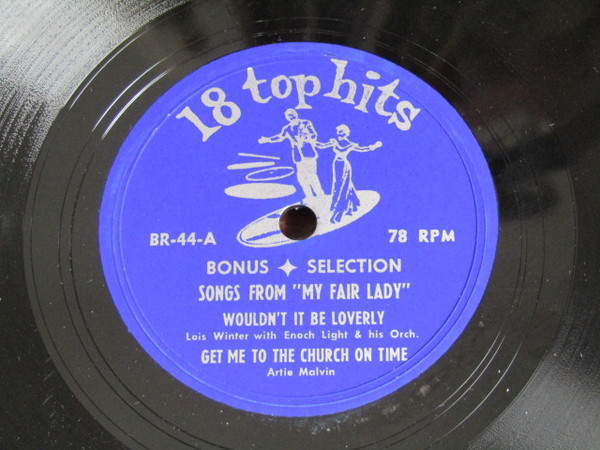 18 top hits
BR-44-A 78 RPM
BONUS ✦ SELECTION
SONGS FROM "MY FAIR LADY"
WOULDN'T IT BE LOVERLY
Lois Winter with Enoch Light & his Orch.
GET ME TO THE CHURCH ON TIME
Artie Malvin